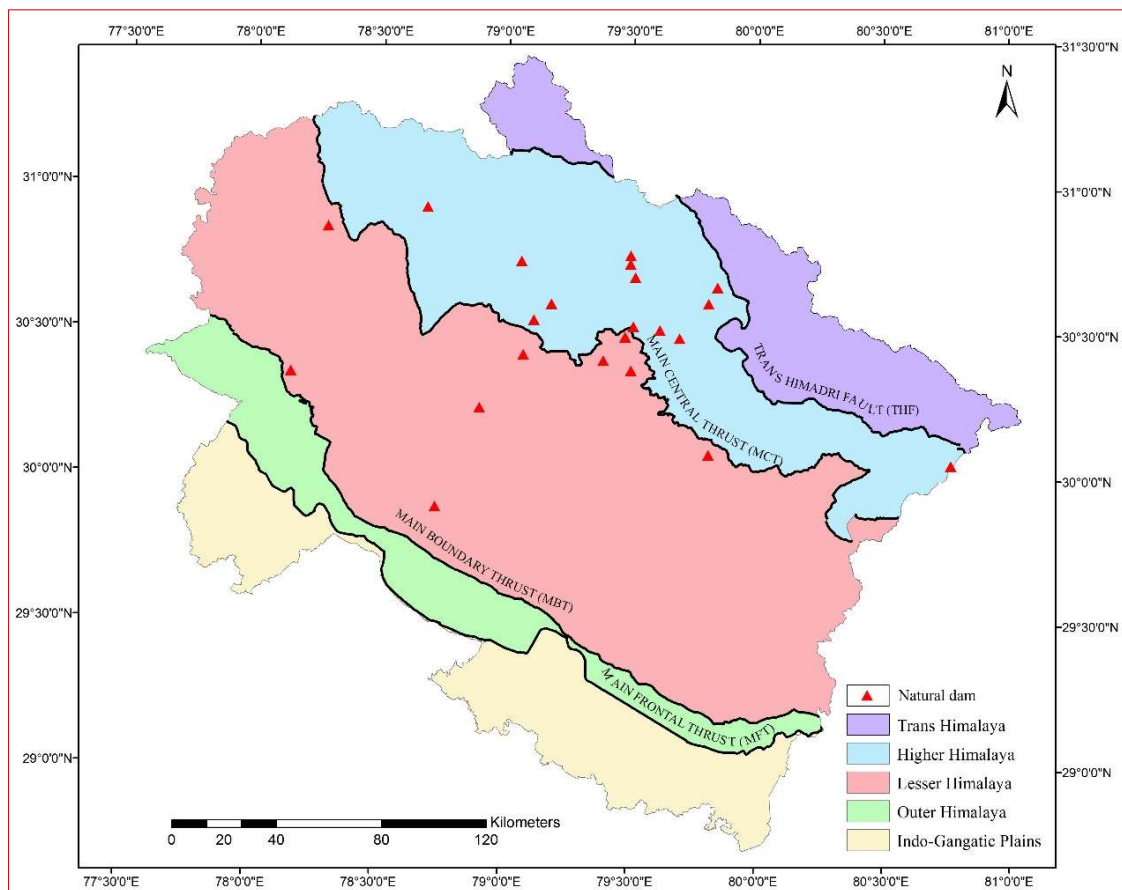 77°30'0"E 78°0'0"E 78°30'0"E 79°0'0"E 79°30'0"E 80°0'0"E 80°30'0"E 81°0'0"E
31°30'0"N
N
31°0'0"N 31°0'0"N
30°30'0"N 30°30'0"N
TRANS HIMADRI FAULT (THF)
MAIN CENTRAL THRUST (MCT)
30°0'0"N 30°0'0"N
MAIN BOUNDARY THRUST (MBT)
29°30'0"N 29°30'0"N
MAIN FRONTAL THRUST (MFT)
29°0'0"N 29°0'0"N
Natural dam
Trans Himalaya
Higher Himalaya
Lesser Himalaya
Outer Himalaya
Indo-Gangatic Plains
Kilometers
0 20 40 80 120
77°30'0"E 78°0'0"E 78°30'0"E 79°0'0"E 79°30'0"E 80°0'0"E 80°30'0"E 81°0'0"E